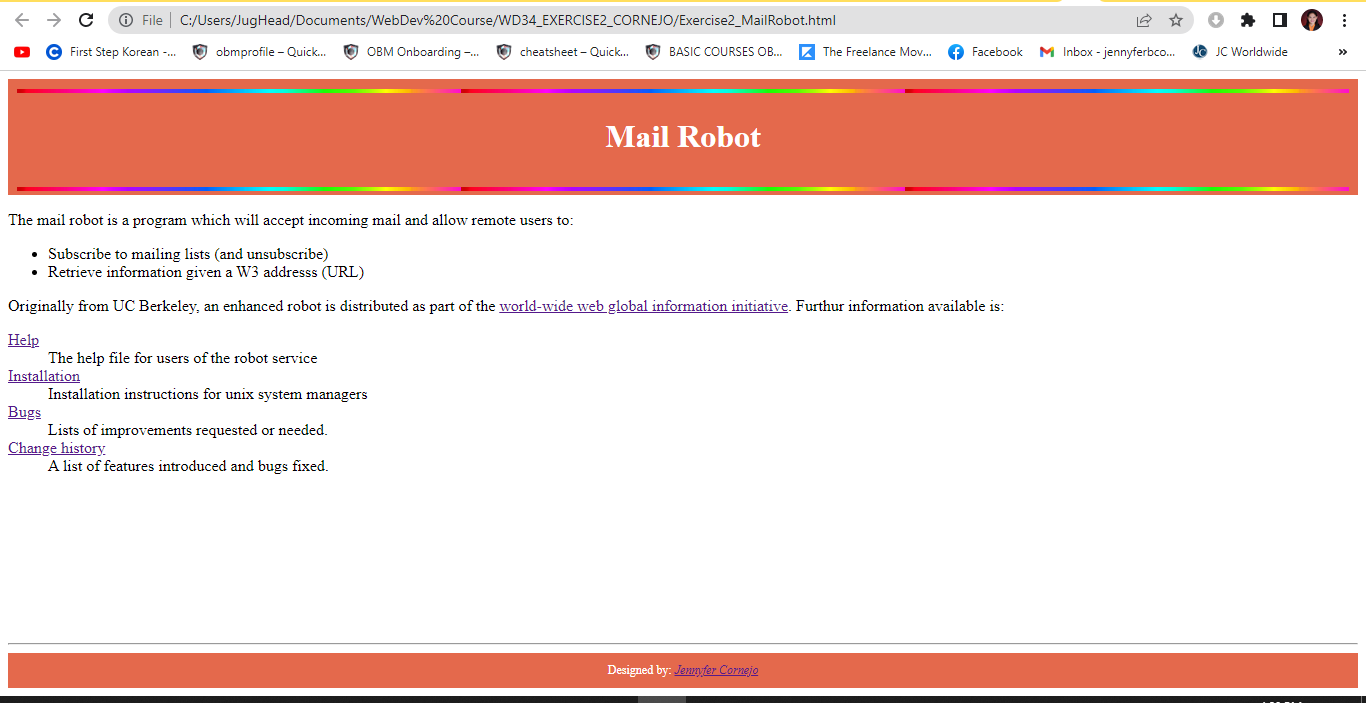 File | C:/Users/JugHead/Documents/WebDev%20Course/WD34_EXERCISE2_CORNEJO/Exercise2_MailRobot.html
First Step Korean -... obmprofile – Quick... OBM Onboarding –... cheatsheet – Quick... BASIC COURSES OB... The Freelance Mov... Facebook Inbox - jennyferbco... JC Worldwide »
Mail Robot
The mail robot is a program which will accept incoming mail and allow remote users to:
• Subscribe to mailing lists (and unsubscribe)
• Retrieve information given a W3 addresss (URL)
Originally from UC Berkeley, an enhanced robot is distributed as part of the world-wide web global information initiative. Furthur information available is:
Help
The help file for users of the robot service
Installation
Installation instructions for unix system managers
Bugs
Lists of improvements requested or needed.
Change history
A list of features introduced and bugs fixed.
Designed by: Jennyfer Cornejo